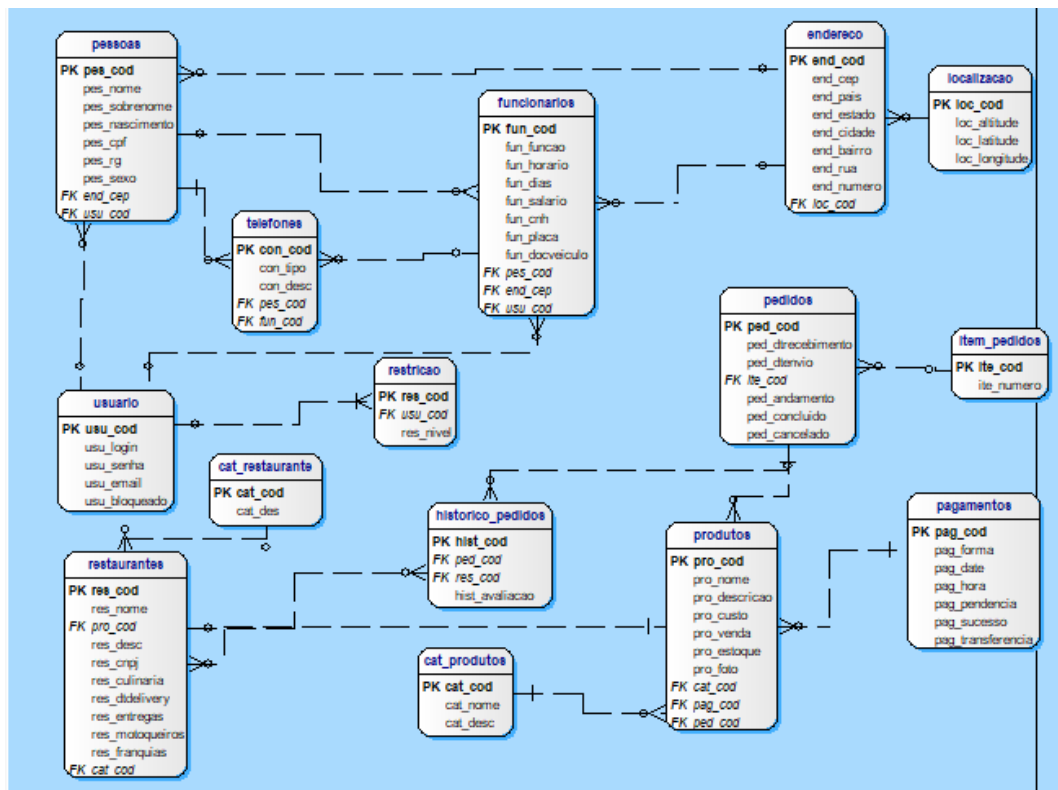 pessoas
PK pes_cod
pes_nome
pes_sobrenome
pes_nascimento
pes_cpf
pes_rg
pes_sexo
FK end_cep
FK usu_cod
endereco
PK end_cod
end_cep
end_pais
end_estado
end_cidade
end_bairro
end_rua
end_numero
FK loc_cod
localizacao
PK loc_cod
loc_altitude
loc_latitude
loc_longitude
funcionarios
PK fun_cod
fun_funcao
fun_horario
fun_dias
fun_salario
fun_cnh
fun_placa
fun_docveiculo
FK pes_cod
FK end_cep
FK usu_cod
telefones
PK con_cod
con_tipo
con_desc
FK pes_cod
FK fun_cod
pedidos
PK ped_cod
ped_dtrecebimento
ped_dtenvio
FK ite_cod
ped_andamento
ped_concluido
ped_cancelado
item_pedidos
PK ite_cod
ite_numero
restricao
PK res_cod
FK usu_cod
res_nivel
usuario
PK usu_cod
usu_login
usu_senha
usu_email
usu_bloqueado
cat_restaurante
PK cat_cod
cat_des
historico_pedidos
PK hist_cod
FK ped_cod
FK res_cod
hist_avaliacao
produtos
PK pro_cod
pro_nome
pro_descricao
pro_custo
pro_venda
pro_estoque
pro_foto
FK cat_cod
FK pag_cod
FK ped_cod
pagamentos
PK pag_cod
pag_forma
pag_date
pag_hora
pag_pendencia
pag_sucesso
pag_transferencia
restaurantes
PK res_cod
res_nome
FK pro_cod
res_desc
res_cnpj
res_culinaria
res_dtdelivery
res_entregas
res_motoqueiros
res_franquias
FK cat_cod
cat_produtos
PK cat_cod
cat_nome
cat_desc